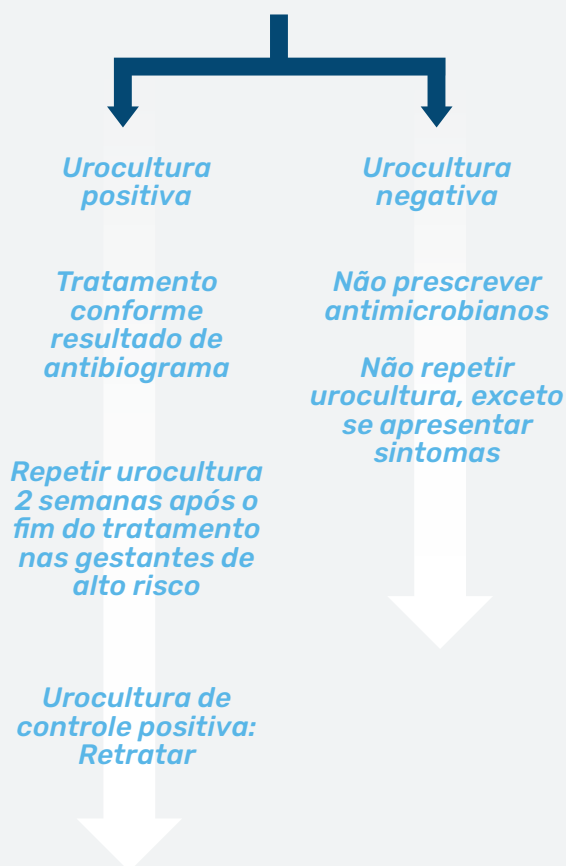 Urocultura
positiva
Tratamento
conforme
resultado de
antibiograma
Repetir urocultura
2 semanas após o
fim do tratamento
nas gestantes de
alto risco
Urocultura de
controle positiva:
Retratar
Urocultura
negativa
Não prescrever
antimicrobianos
Não repetir
urocultura, exceto
se apresentar
sintomas